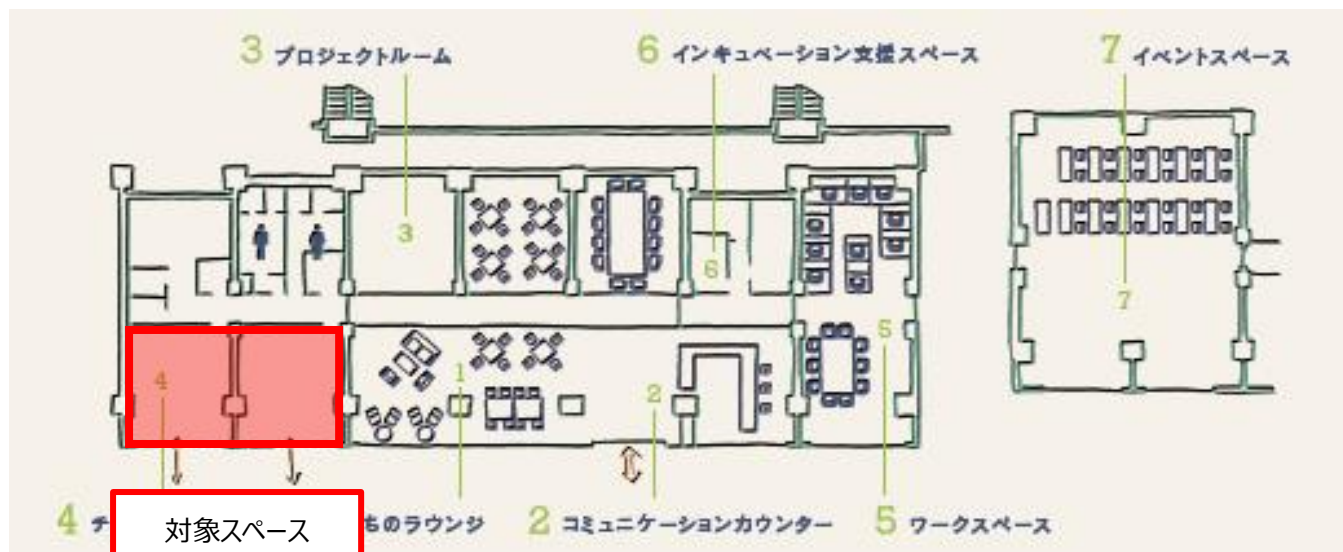 3 プロジェクトルーム
6 インキュベーション支援スペース
7 イベントスペース
3
6
7
5
4
1
2
4 チ
対象スペース
ちのラウンジ
2 コミュニケーションカウンター
5 ワークスペース